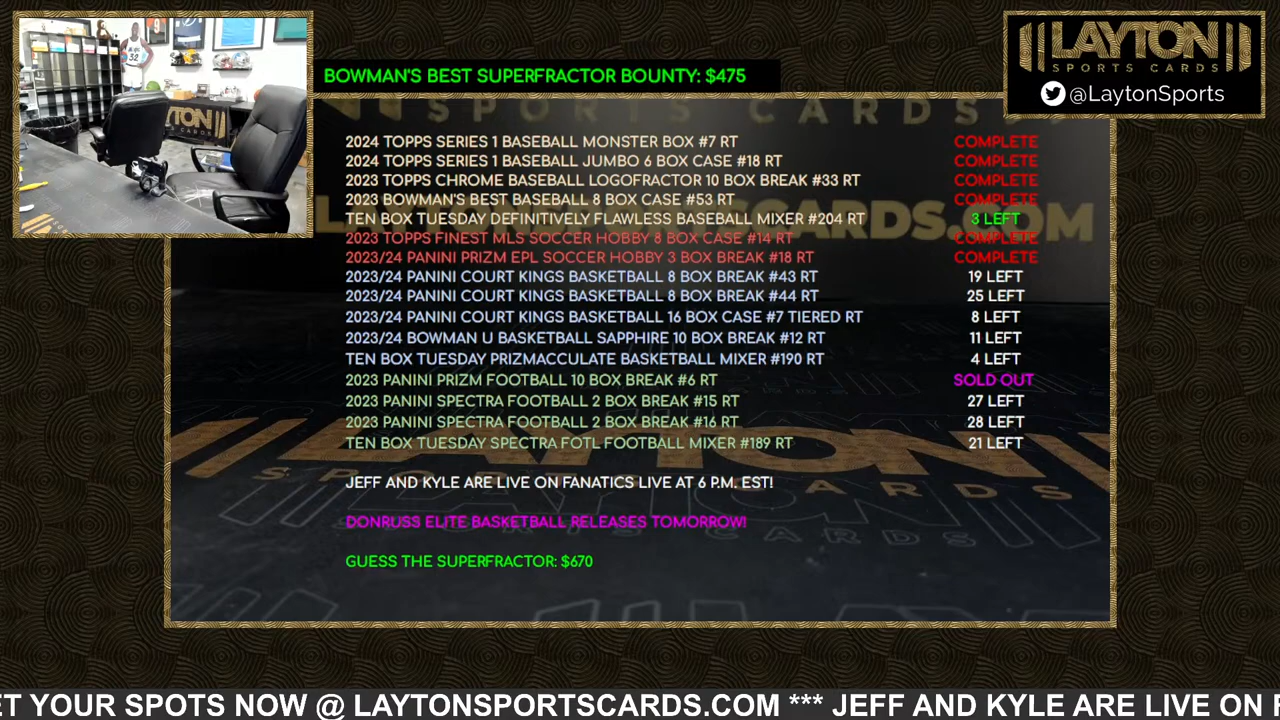 BOWMAN'S BEST SUPERFRACTOR BOUNTY: $475
LAYTON
SPORTS CARDS
@LaytonSports
SPORTS CARDS
2024 TOPPS SERIES 1 BASEBALL MONSTER BOX #7 RT COMPLETE
2024 TOPPS SERIES 1 BASEBALL JUMBO 6 BOX CASE #18 RT COMPLETE
2023 TOPPS CHROME BASEBALL LOGOFRACTOR 10 BOX BREAK #33 RT COMPLETE
2023 BOWMAN'S BEST BASEBALL 8 BOX CASE #53 RT COMPLETE
TEN BOX TUESDAY DEFINITIVELY FLAWLESS BASEBALL MIXER #204 RT 3 LEFT
2023 TOPPS FINEST MLS SOCCER HOBBY 8 BOX CASE #14 RT COMPLETE
2023/24 PANINI PRIZM EPL SOCCER HOBBY 3 BOX BREAK #18 RT COMPLETE
2023/24 PANINI COURT KINGS BASKETBALL 8 BOX BREAK #43 RT 19 LEFT
2023/24 PANINI COURT KINGS BASKETBALL 8 BOX BREAK #44 RT 25 LEFT
2023/24 PANINI COURT KINGS BASKETBALL 16 BOX CASE #7 TIERED RT 8 LEFT
2023/24 BOWMAN U BASKETBALL SAPPHIRE 10 BOX BREAK #12 RT 11 LEFT
TEN BOX TUESDAY PRIZMACCULATE BASKETBALL MIXER #190 RT 4 LEFT
2023 PANINI PRIZM FOOTBALL 10 BOX BREAK #6 RT SOLD OUT
2023 PANINI SPECTRA FOOTBALL 2 BOX BREAK #15 RT 27 LEFT
2023 PANINI SPECTRA FOOTBALL 2 BOX BREAK #16 RT 28 LEFT
TEN BOX TUESDAY SPECTRA FOTL FOOTBALL MIXER #189 RT 21 LEFT
JEFF AND KYLE ARE LIVE ON FANATICS LIVE AT 6 P.M. EST!
DONRUSS ELITE BASKETBALL RELEASES TOMORROW!
GUESS THE SUPERFRACTOR: $670
ET YOUR SPOTS NOW @ LAYTONSPORTSCARDS.COM *** JEFF AND KYLE ARE LIVE ON F